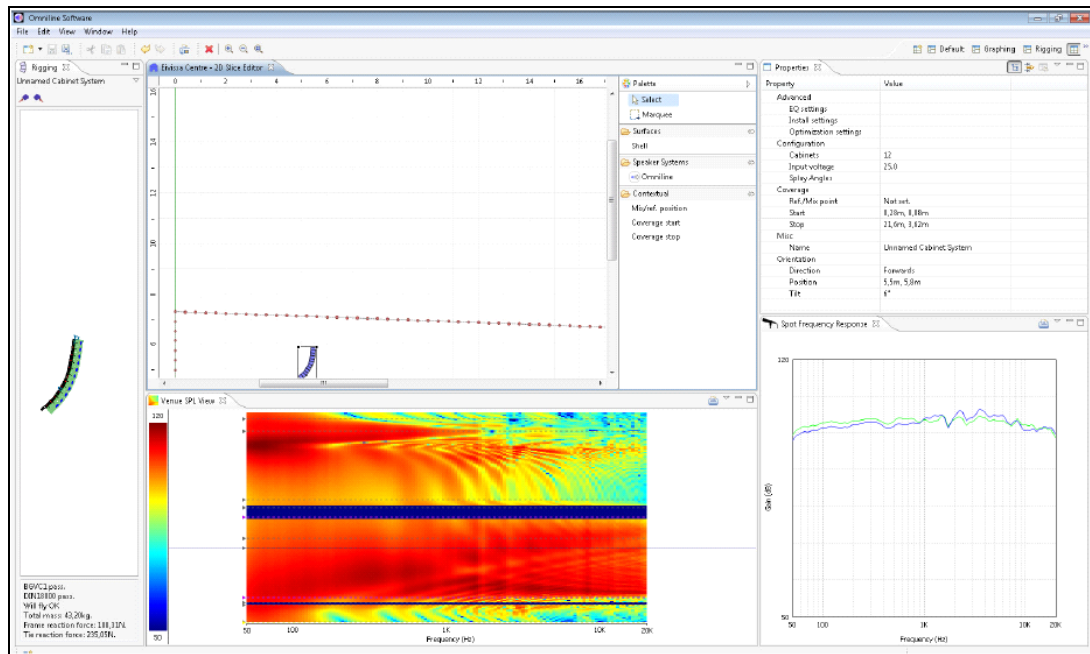 Omniline Software
File Edit View Window Help
Default Graphing Rigging
Rigging
Unnamed Cabinet System
BGVC1 pass.
DIN18800 pass.
Will fly OK
Total mass: 43,20kg.
Frame reaction force: 188,31N.
Tie reaction force: 235,05N.
Eivissa Centre - 2D Slice Editor
0 2 4 6 8 10 12 14 16
16
14
12
10
8
6
Palette
Select
Marquee
Surfaces
Shell
Speaker Systems
Omniline
Contextual
Mix/ref. position
Coverage start
Coverage stop
Venue SPL View
120
50
50 100 1K 10K 20K
Frequency (Hz)
Properties
Property Value
Advanced
EQ settings
Install settings
Optimization settings
Configuration
Cabinets 12
Input voltage 25.0
Splay Angles
Coverage
Ref./Mix point Not set.
Start 8,28m, 0,88m
Stop 21,6m, 3,62m
Misc
Name Unnamed Cabinet System
Orientation
Direction Forwards
Position 5,5m, 5,8m
Tilt 6°
Spot Frequency Response
120
Gain (dB)
50
50 100 1K 10K 20K
Frequency (Hz)